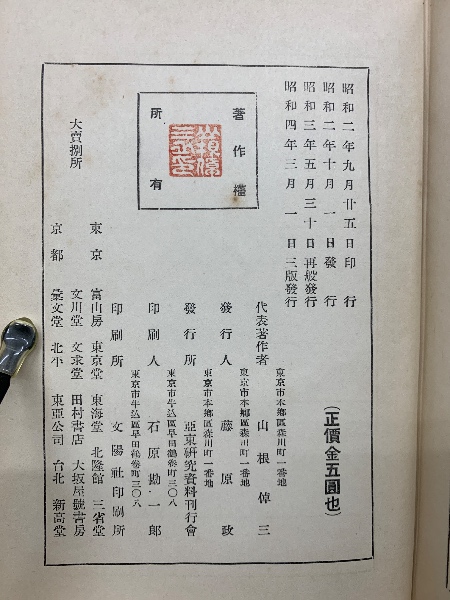 昭和二年九月廿五日印行
昭和二年十月一日發行
昭和三年五月三十日再版發行
昭和四年三月一日三版發行
(正價金五圓也)
著作權
所有
東京市本鄉區森川町一番地
代表著作者 山根倬三
東京市本鄉區森川町一番地
發行人 藤原政
東京市本鄉區森川町一番地
發行所 亞東研究資料刊行會
東京市牛込區早田鶴卷町三〇八
印刷人 石原勘一郎
東京市牛込區早田鶴卷町三〇八
印刷所 文陽社印刷所
大賣捌所
東京 富山房 東京堂 東海堂 北隆館 三省堂
文川堂 文求堂 田村書店 大坂屋號書房
京都 彙文堂 北小 東亞公司 台北 新高堂